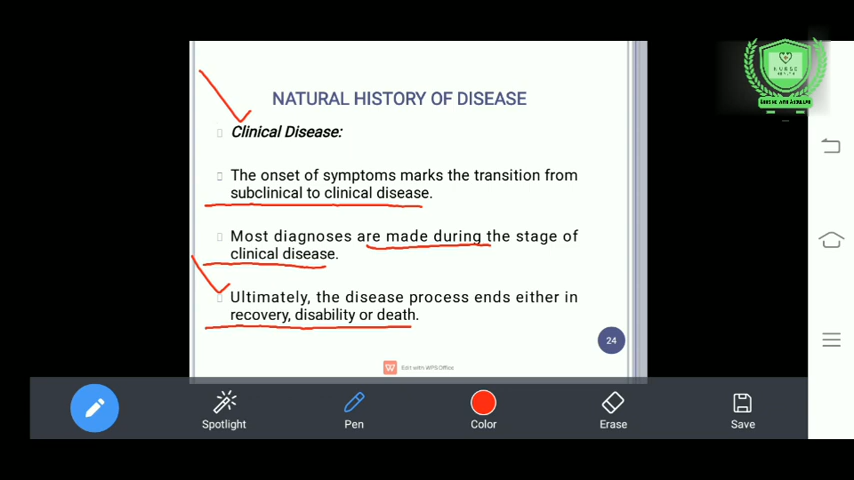 NURSE
HEALTH
NATURAL HISTORY OF DISEASE
Clinical Disease:
The onset of symptoms marks the transition from
subclinical to clinical disease.
Most diagnoses are made during the stage of
clinical disease.
Ultimately, the disease process ends either in
recovery, disability or death.
24
Edit with WPS Office
Spotlight
Pen
Color
Erase
Save